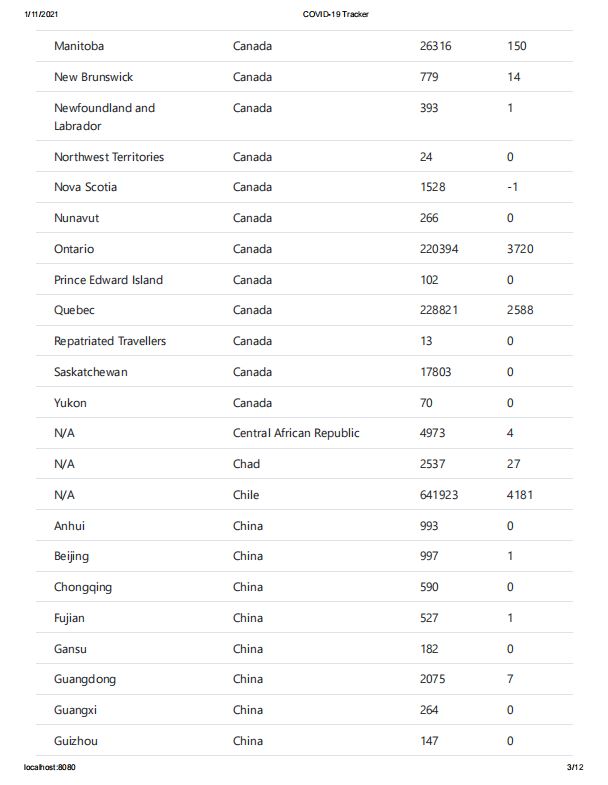 1/11/2021 COVID-19 Tracker
Manitoba Canada 26316 150
New Brunswick Canada 779 14
Newfoundland and Canada 393 1
Labrador
Northwest Territories Canada 24 0
Nova Scotia Canada 1528 -1
Nunavut Canada 266 0
Ontario Canada 220394 3720
Prince Edward Island Canada 102 0
Quebec Canada 228821 2588
Repatriated Travellers Canada 13 0
Saskatchewan Canada 17803 0
Yukon Canada 70 0
N/A Central African Republic 4973 4
N/A Chad 2537 27
N/A Chile 641923 4181
Anhui China 993 0
Beijing China 997 1
Chongqing China 590 0
Fujian China 527 1
Gansu China 182 0
Guangdong China 2075 7
Guangxi China 264 0
Guizhou China 147 0
localhost:8080 3/12